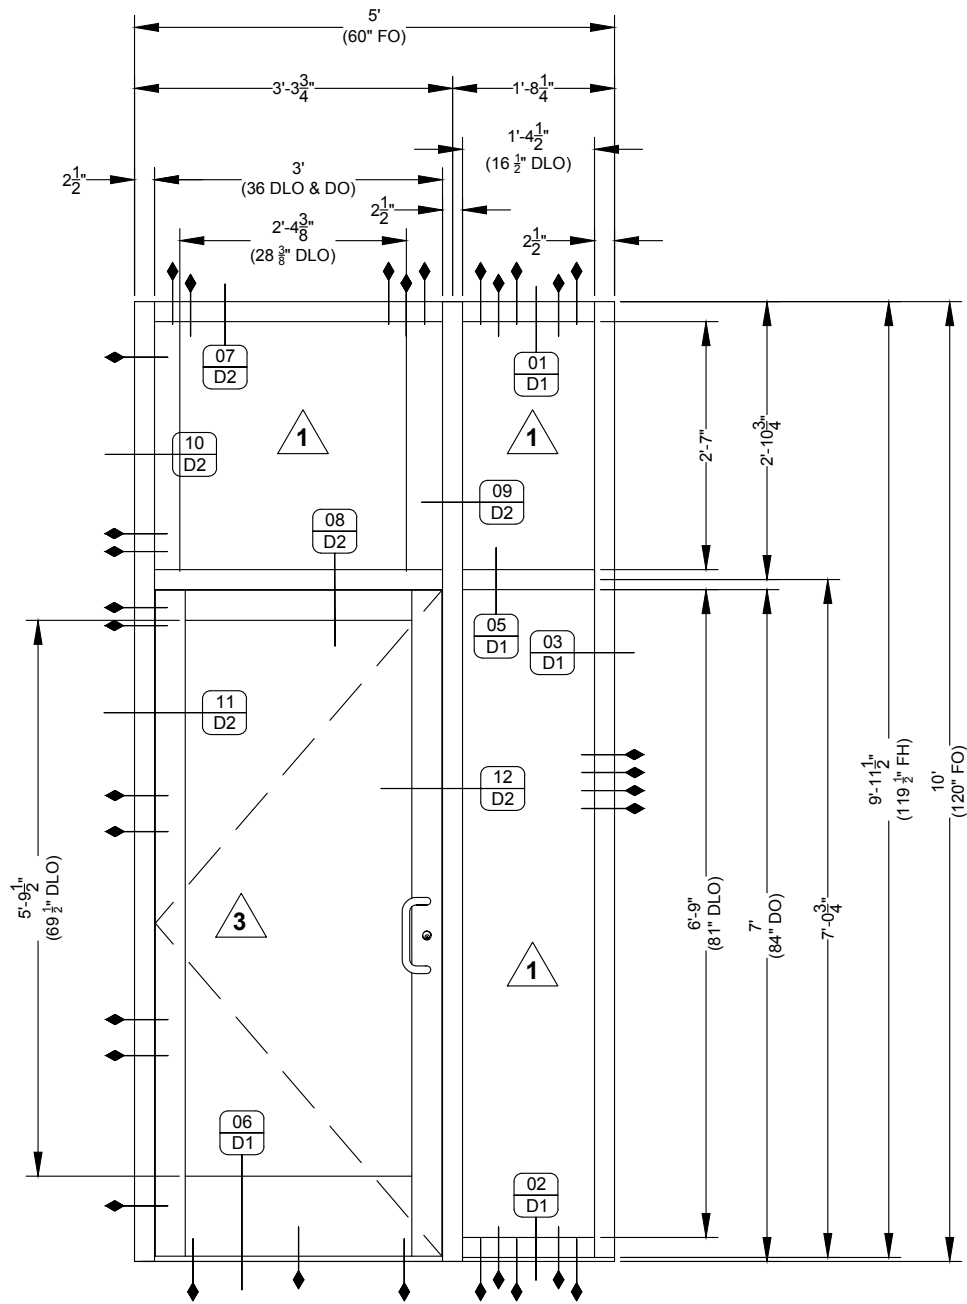 5'
(60" FO)
3'-3 3/4"
1'-8 1/4"
1'-4 1/2"
(16 1/2" DLO)
3'
(36 DLO & DO)
2 1/2"
2 1/2"
2'-4 3/8"
(28 3/8" DLO)
2 1/2"
07
D2
01
D1
1
1
10
D2
09
D2
08
D2
2'-7"
2'-10 3/4"
05
D1
03
D1
11
D2
12
D2
9'-11 1/2"
(119 1/2" FH)
10'
(120" FO)
5'-9 1/2"
(69 1/2" DLO)
3
1
6'-9"
(81" DLO)
7'
(84" DO)
7'-0 3/4"
06
D1
02
D1